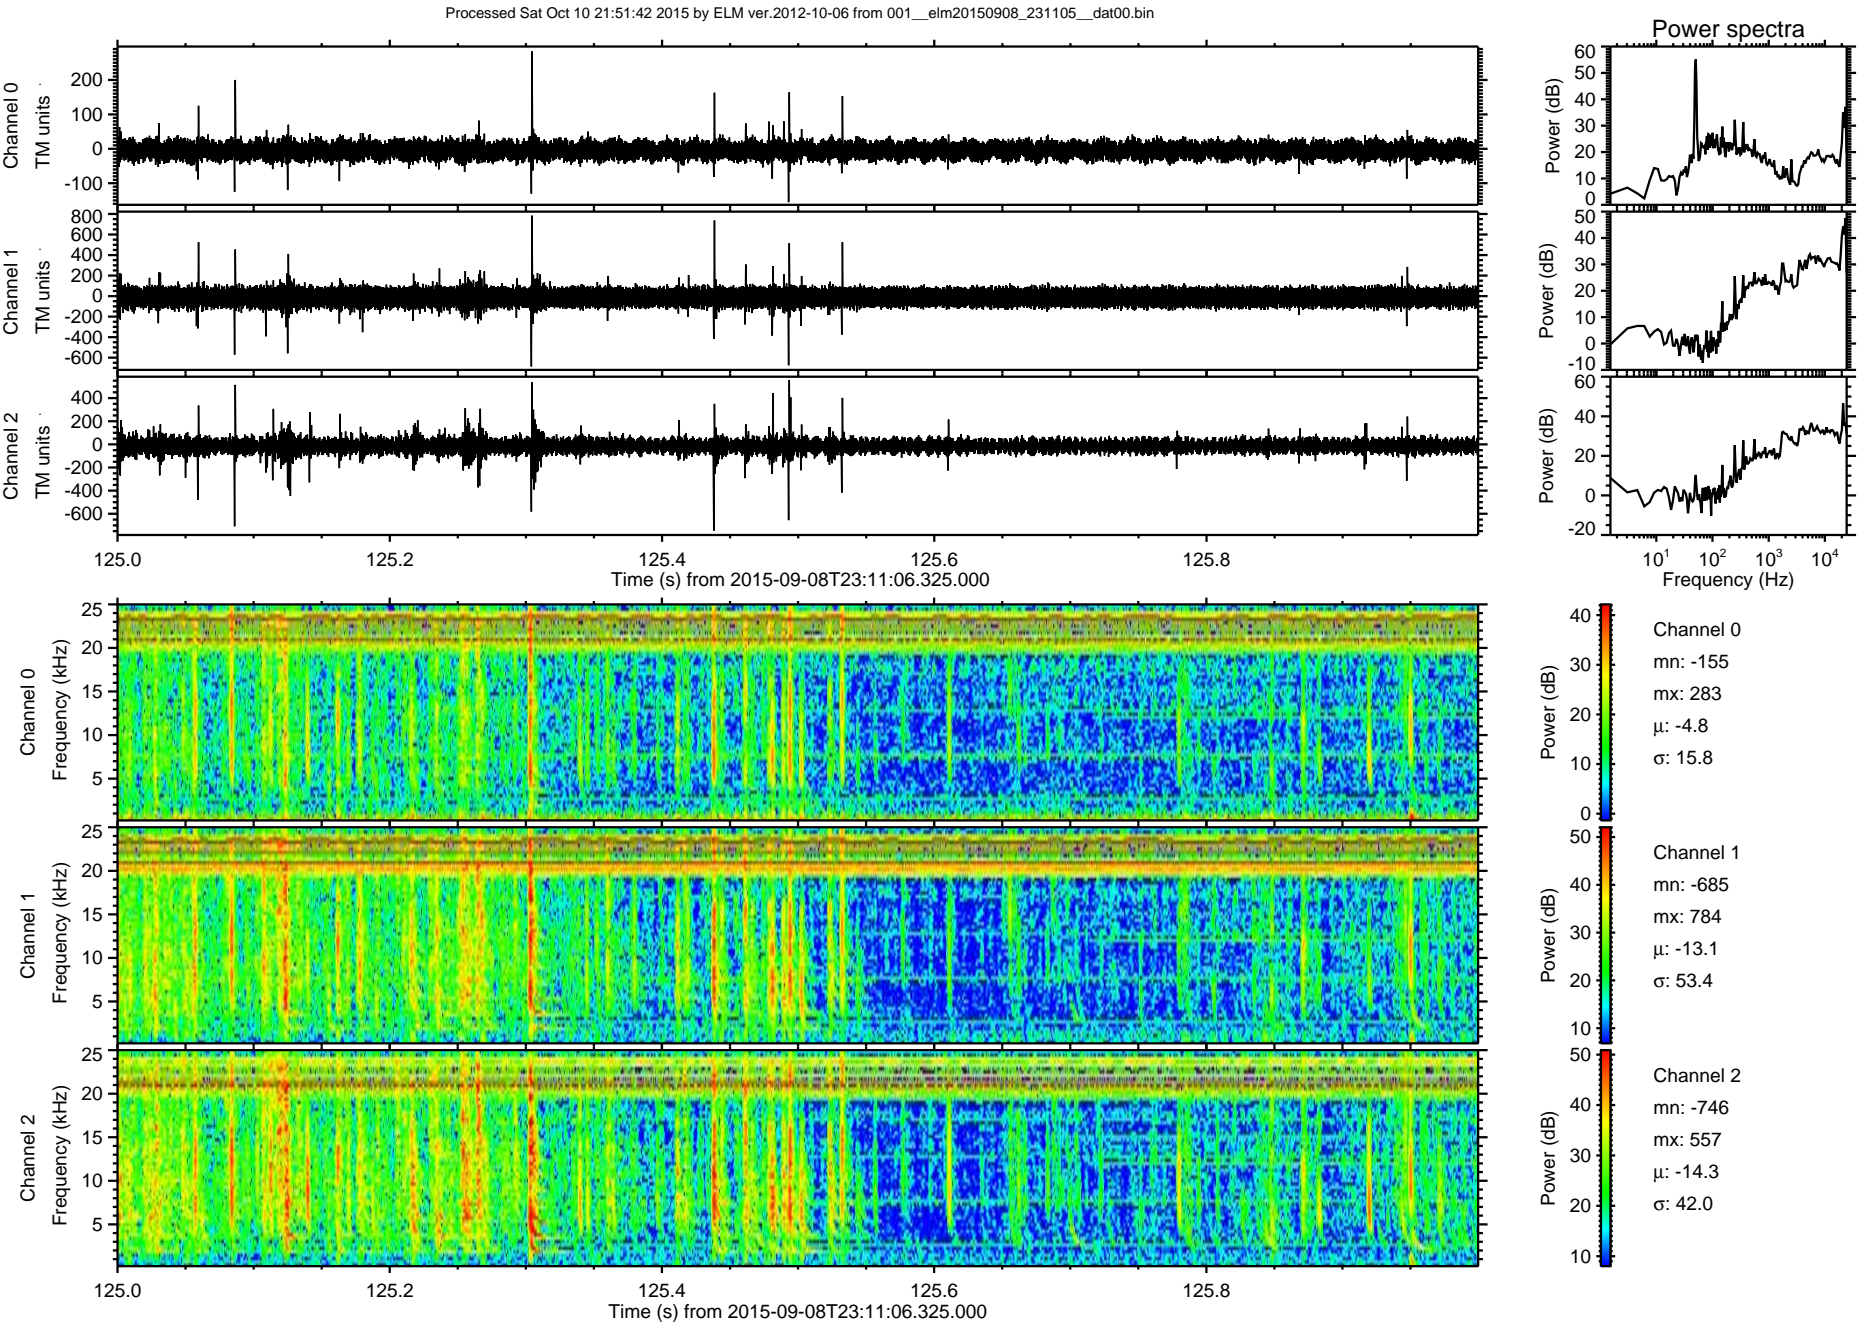 Processed Sat Oct 10 21:51:42 2015 by ELM ver.2012-10-06 from 001__elm20150908_231105__dat00.bin
Power spectra
Channel 0
TM units
200
100
0
-100
Power (dB)
60
50
40
30
20
10
0
Channel 1
TM units
800
600
400
200
0
-200
-400
-600
Power (dB)
50
40
30
20
10
0
-10
Channel 2
TM units
400
200
0
-200
-400
-600
Power (dB)
60
40
20
0
-20
125.0 125.2 125.4 125.6 125.8
Time (s) from 2015-09-08T23:11:06.325.000
10¹ 10² 10³ 10⁴
Frequency (Hz)
Channel 0
Frequency (kHz)
25
20
15
10
5
Power (dB)
40
30
20
10
0
Channel 0
mn: -155
mx: 283
μ: -4.8
σ: 15.8
Channel 1
Frequency (kHz)
25
20
15
10
5
Power (dB)
50
40
30
20
10
Channel 1
mn: -685
mx: 784
μ: -13.1
σ: 53.4
Channel 2
Frequency (kHz)
25
20
15
10
5
Power (dB)
50
40
30
20
10
Channel 2
mn: -746
mx: 557
μ: -14.3
σ: 42.0
125.0 125.2 125.4 125.6 125.8
Time (s) from 2015-09-08T23:11:06.325.000